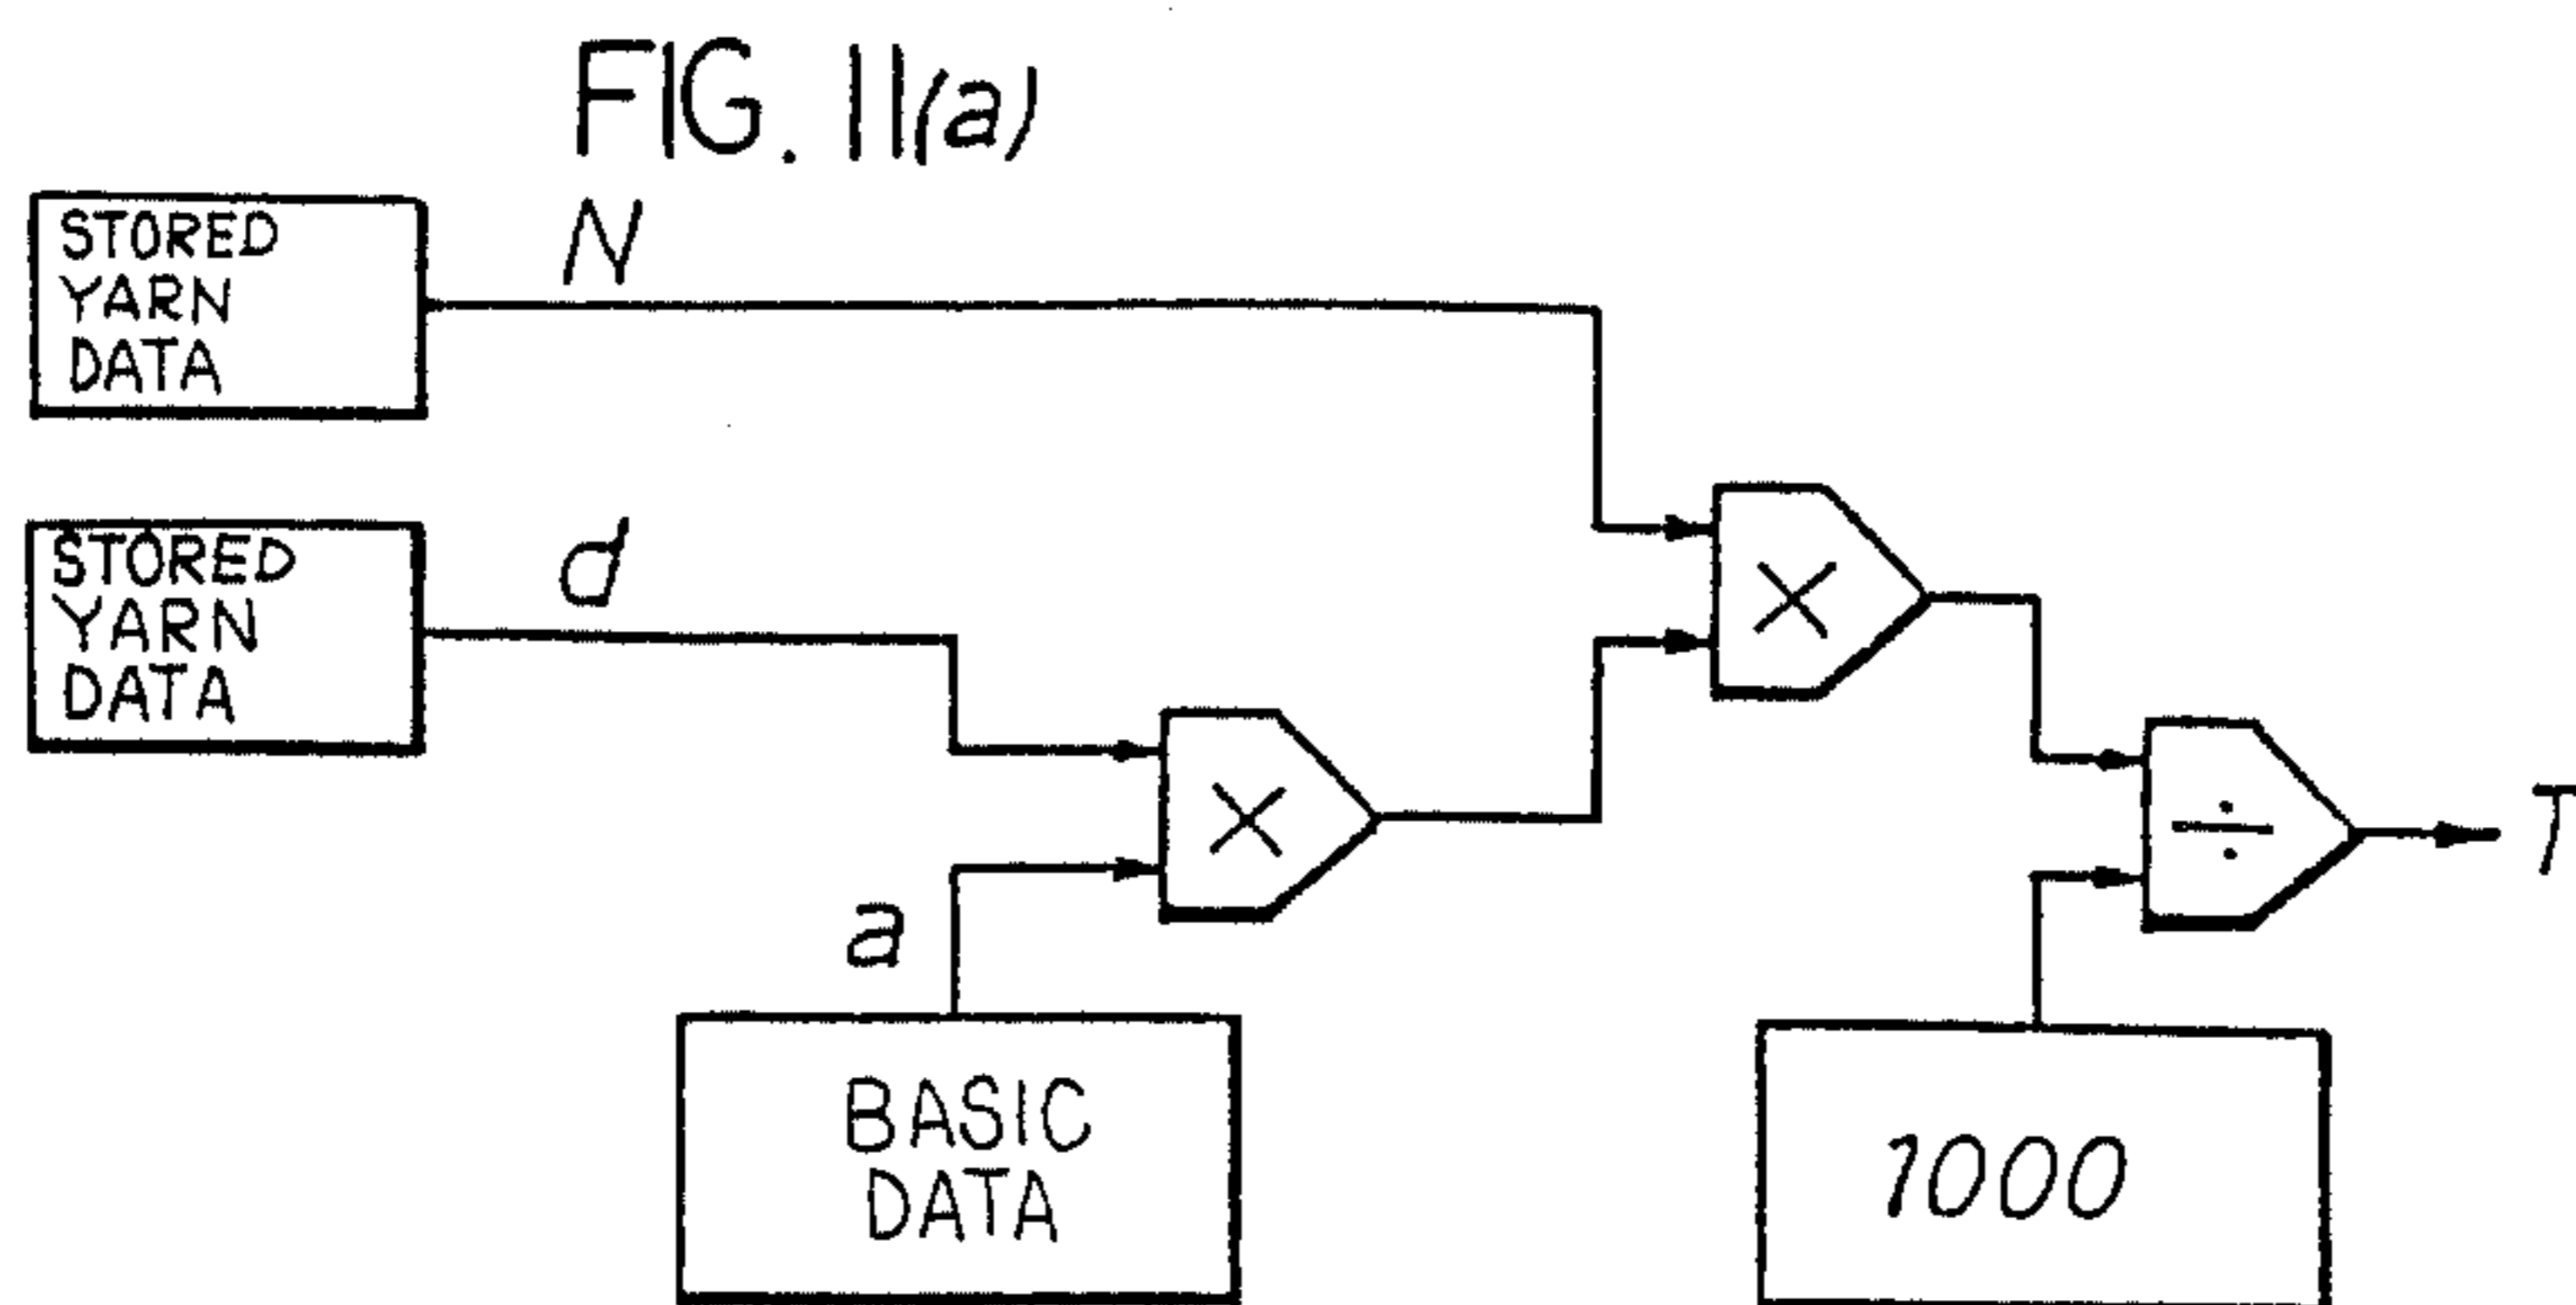 FIG. 11(a)
STORED
YARN
DATA
N
STORED
YARN
DATA
d
×
×
÷
T
a
BASIC
DATA
1000